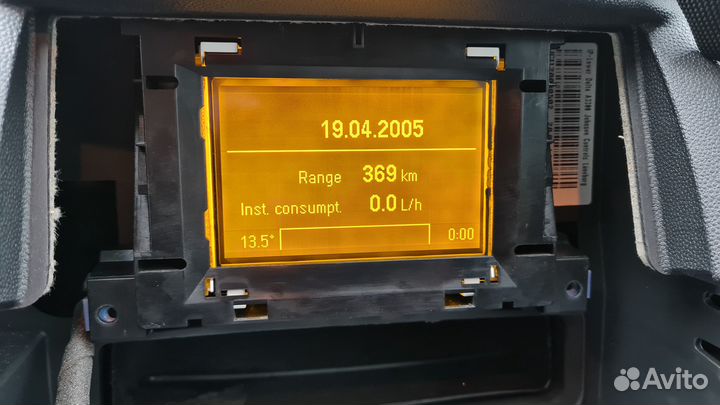 19.04.2005
Range 369 km
Inst. consumpt. 0.0 L/h
13.5° 0:00
Avito